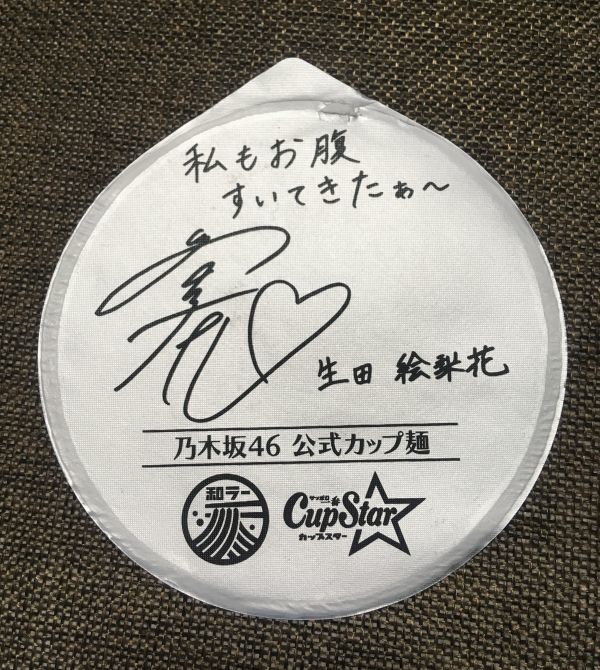 私もお腹
すいてきたぁ〜
生田 絵梨花
乃木坂46 公式カップ麺
和ラー
サッポロ一番
CupStar
カップスター